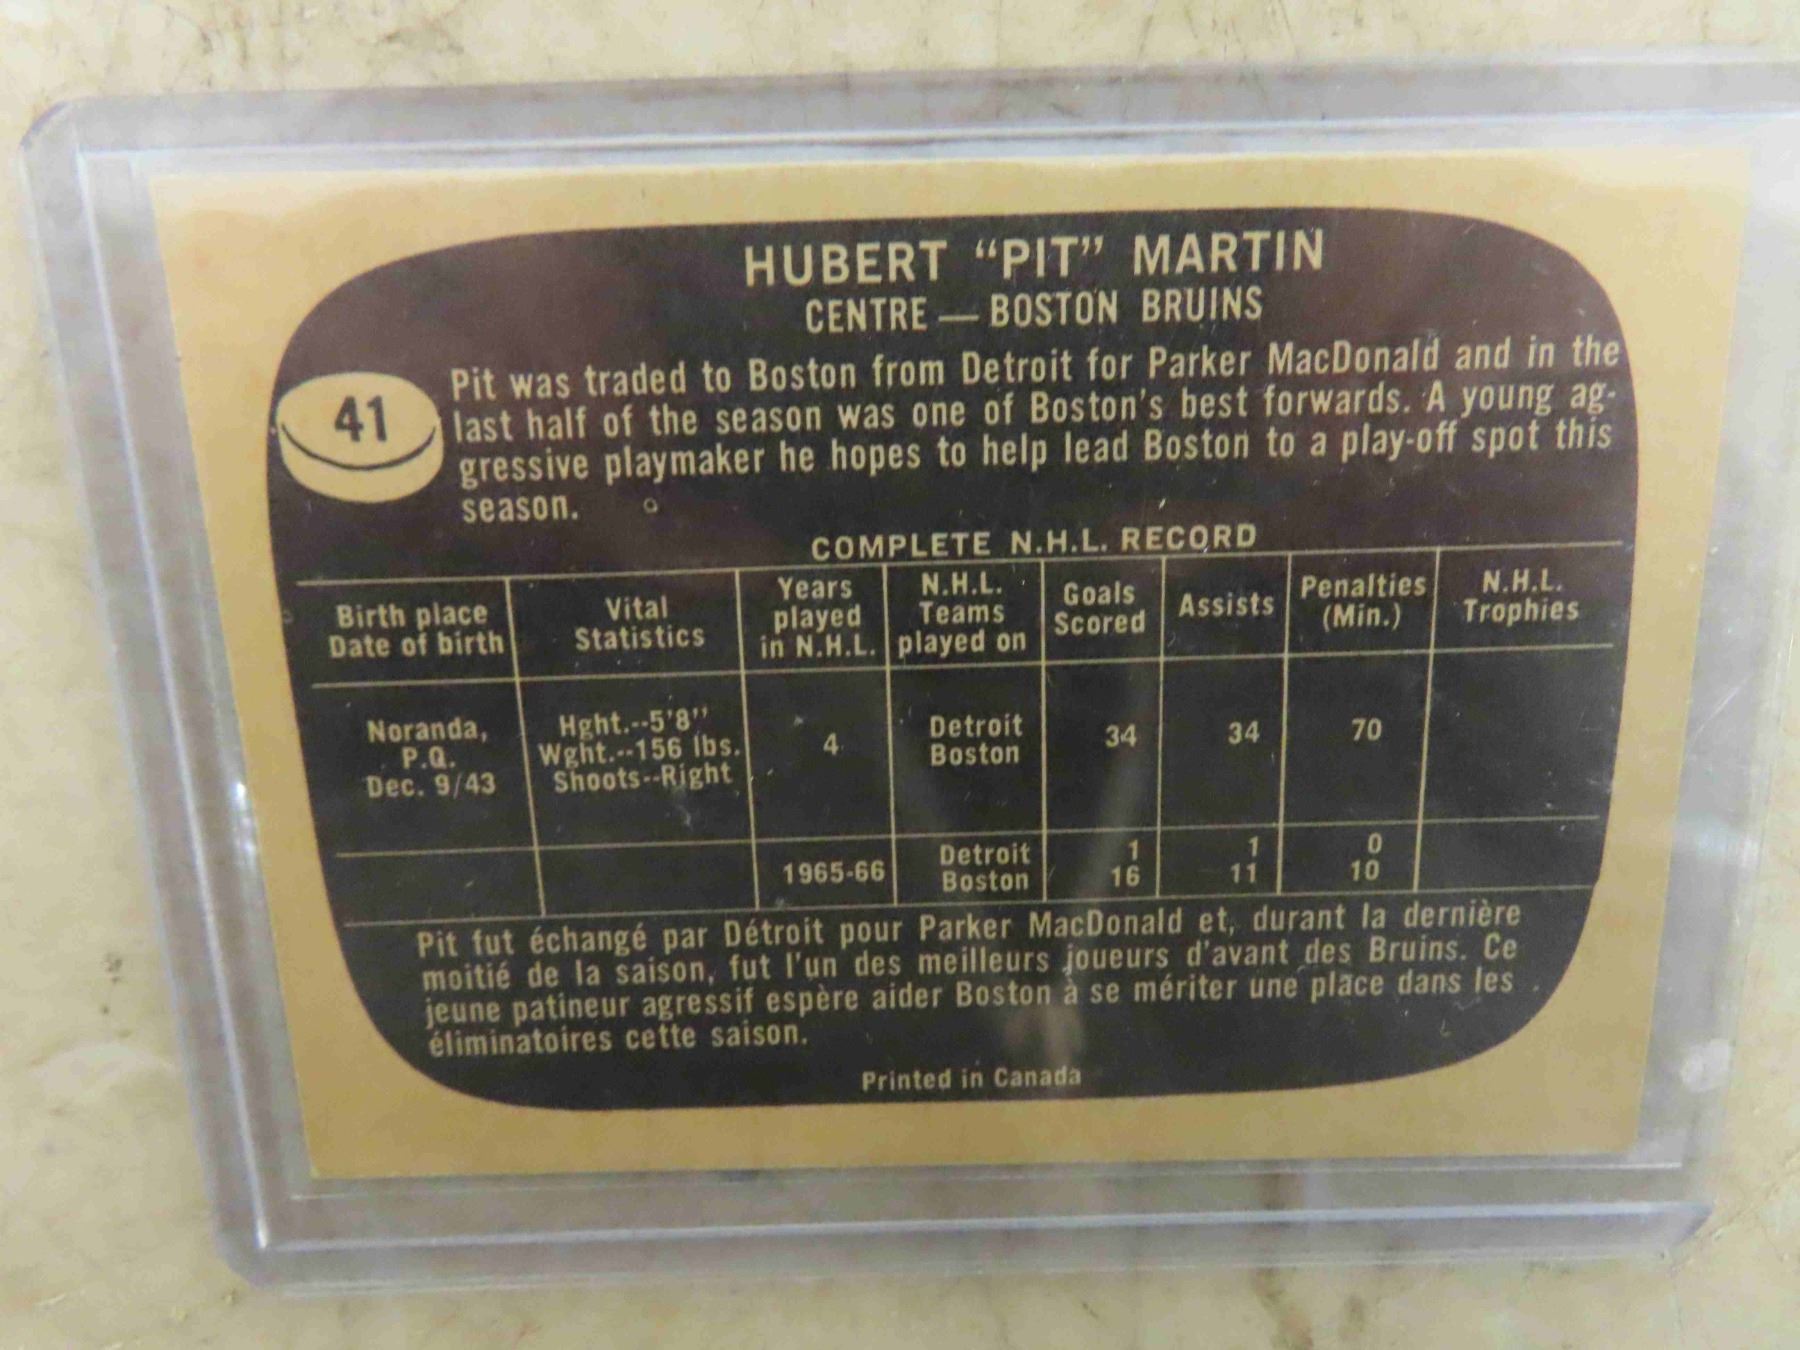 HUBERT “PIT” MARTIN
CENTRE — BOSTON BRUINS
41
Pit was traded to Boston from Detroit for Parker MacDonald and in the
last half of the season was one of Boston's best forwards. A young ag-
gressive playmaker he hopes to help lead Boston to a play-off spot this
season.
COMPLETE N.H.L. RECORD
Birth place
Date of birth
Vital
Statistics
Years
played
in N.H.L.
N.H.L.
Teams
played on
Goals
Scored
Assists
Penalties
(Min.)
N.H.L.
Trophies
Noranda,
P.Q.
Dec. 9/43
Hght.--5'8”
Wght.--156 lbs.
Shoots--Right
4
Detroit
Boston
34
34
70
1965-66
Detroit
Boston
1
16
1
11
0
10
Pit fut échangé par Détroit pour Parker MacDonald et, durant la dernière
moitié de la saison, fut l'un des meilleurs joueurs d'avant des Bruins. Ce
jeune patineur agressif espère aider Boston à se mériter une place dans les
éliminatoires cette saison.
Printed in Canada